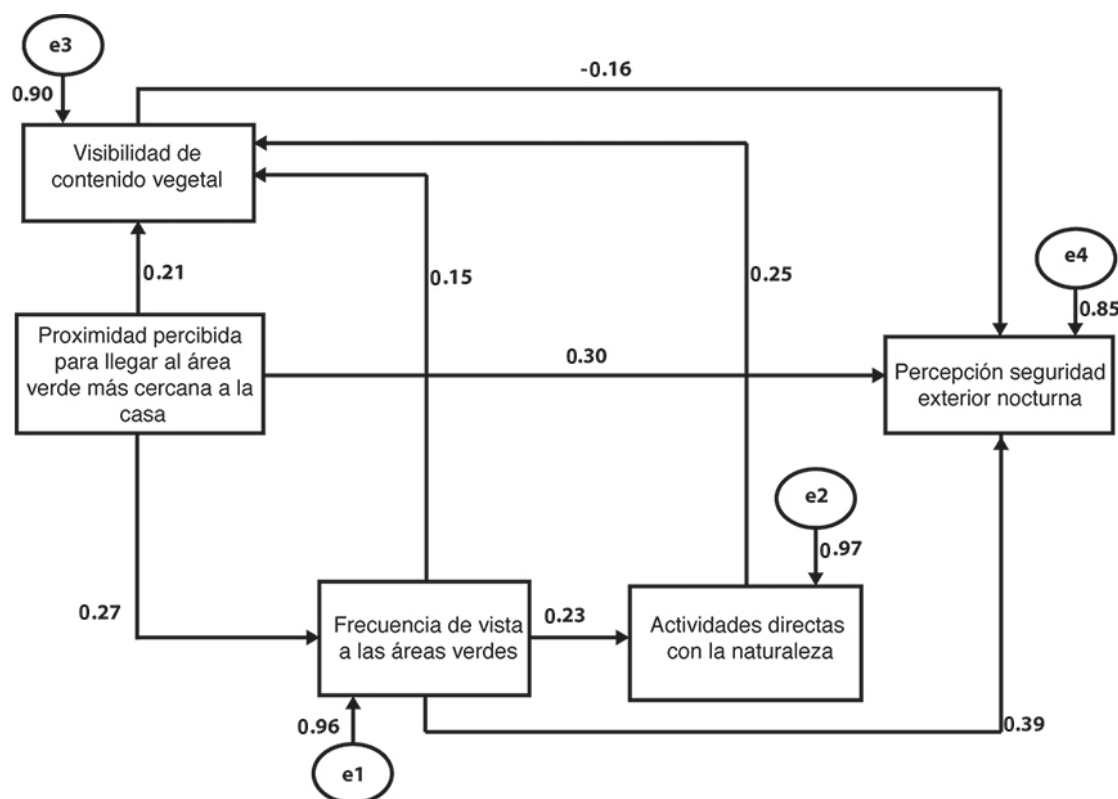 e3
-0.16
0.90
Visibilidad de
contenido vegetal
0.21
0.15
0.25
e4
0.85
Proximidad percibida
para llegar al área
verde más cercana a la
casa
0.30
Percepción seguridad
exterior nocturna
e2
0.97
0.27
Frecuencia de vista
a las áreas verdes
0.23
Actividades directas
con la naturaleza
0.96
0.39
e1